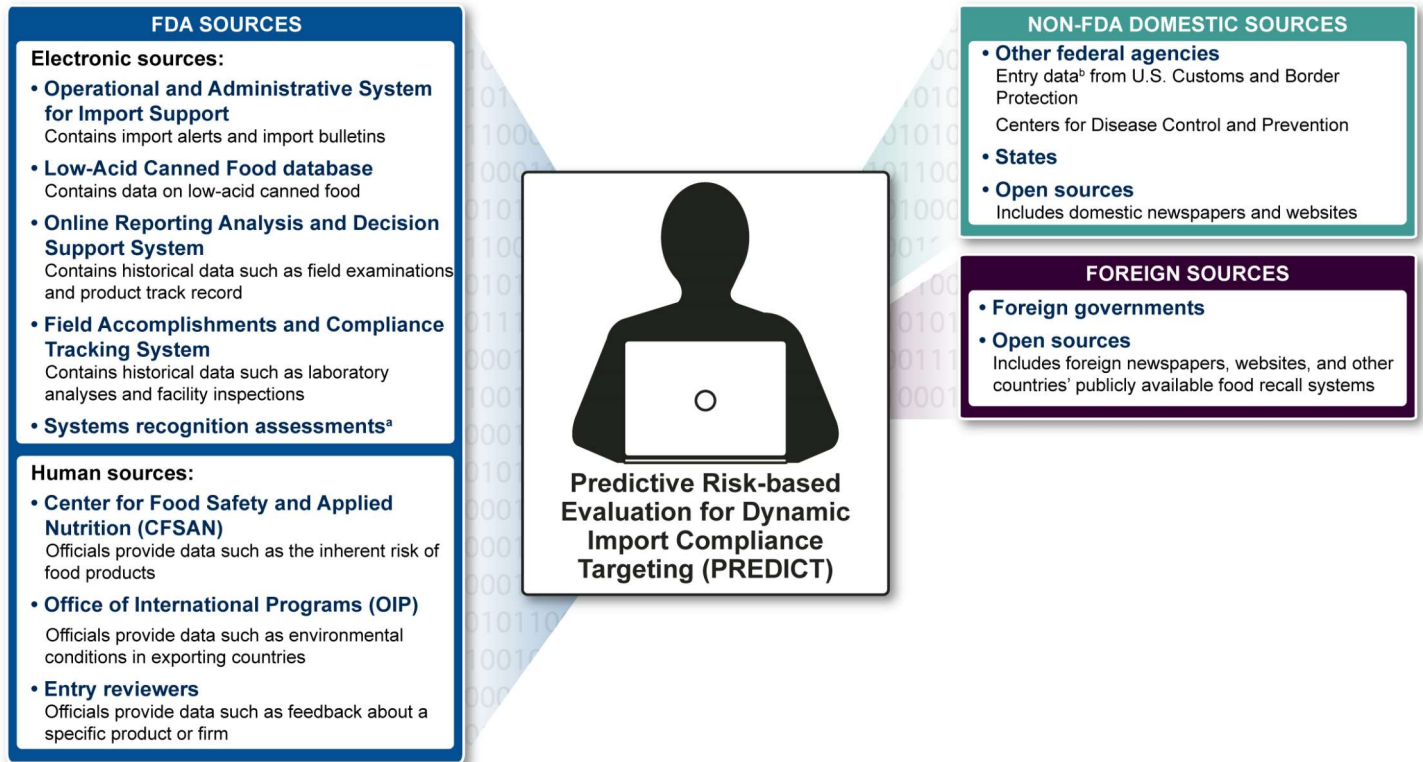 FDA SOURCES
Electronic sources:
• Operational and Administrative System
for Import Support
Contains import alerts and import bulletins
• Low-Acid Canned Food database
Contains data on low-acid canned food
• Online Reporting Analysis and Decision
Support System
Contains historical data such as field examinations
and product track record
• Field Accomplishments and Compliance
Tracking System
Contains historical data such as laboratory
analyses and facility inspections
• Systems recognition assessmentsᵃ
Human sources:
• Center for Food Safety and Applied
Nutrition (CFSAN)
Officials provide data such as the inherent risk of
food products
• Office of International Programs (OIP)
Officials provide data such as environmental
conditions in exporting countries
• Entry reviewers
Officials provide data such as feedback about a
specific product or firm
Predictive Risk-based
Evaluation for Dynamic
Import Compliance
Targeting (PREDICT)
NON-FDA DOMESTIC SOURCES
• Other federal agencies
Entry dataᵇ from U.S. Customs and Border
Protection
Centers for Disease Control and Prevention
• States
• Open sources
Includes domestic newspapers and websites
FOREIGN SOURCES
• Foreign governments
• Open sources
Includes foreign newspapers, websites, and other
countries’ publicly available food recall systems